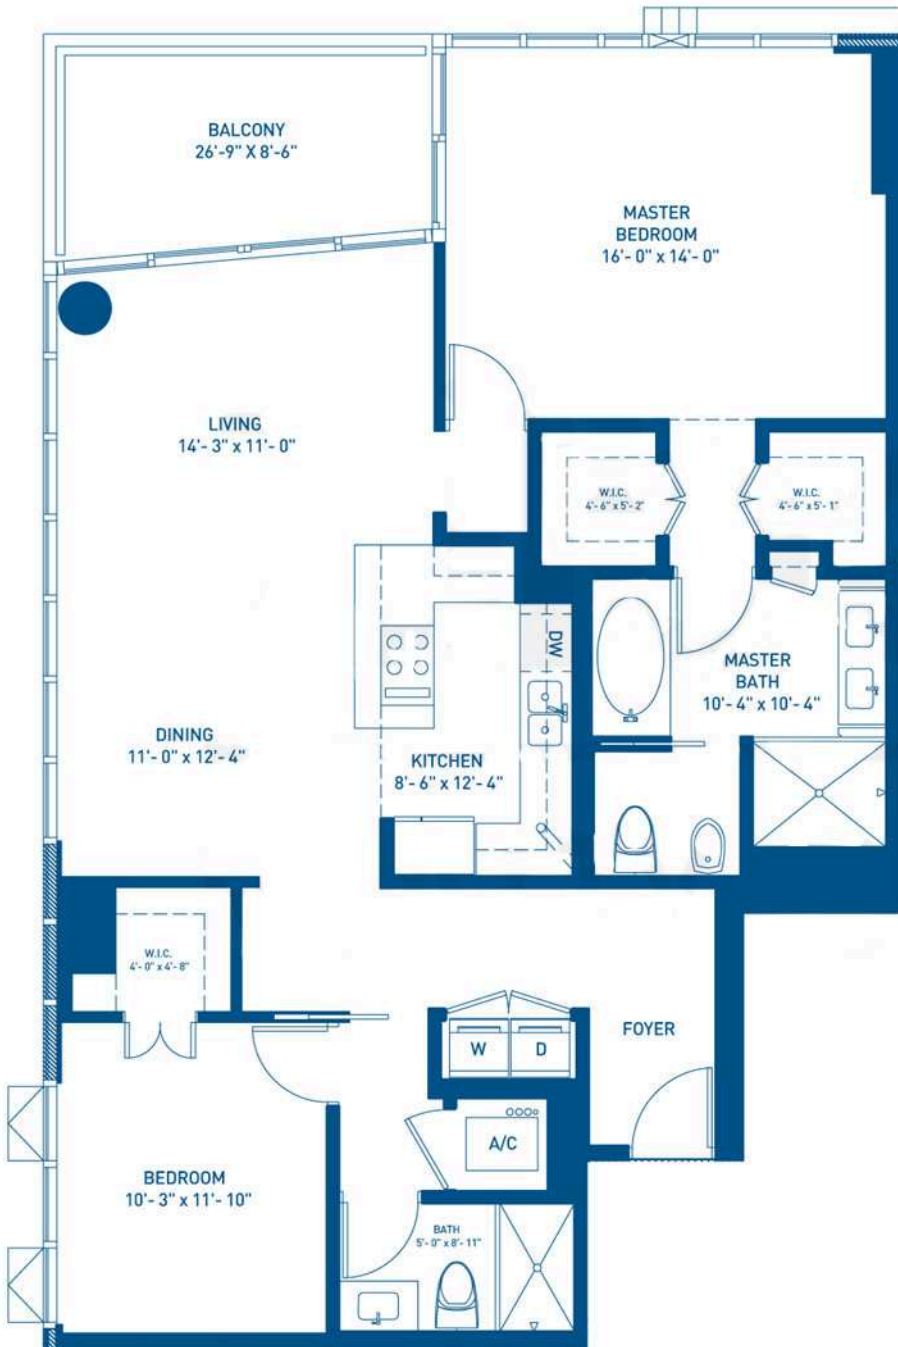 BALCONY
26'-9" X 8'-6"
MASTER
BEDROOM
16'- 0" x 14'- 0"
LIVING
14'- 3" x 11'- 0"
W.I.C.
4'- 6" x 5'- 2"
W.I.C.
4'- 6" x 5'- 1"
DW
MASTER
BATH
10'- 4" x 10'- 4"
DINING
11'- 0" x 12'- 4"
KITCHEN
8'- 6" x 12'- 4"
W.I.C.
4'- 0" x 4'- 8"
W
D
FOYER
A/C
BEDROOM
10'- 3" x 11'- 10"
BATH
5'- 0" x 8'- 11"